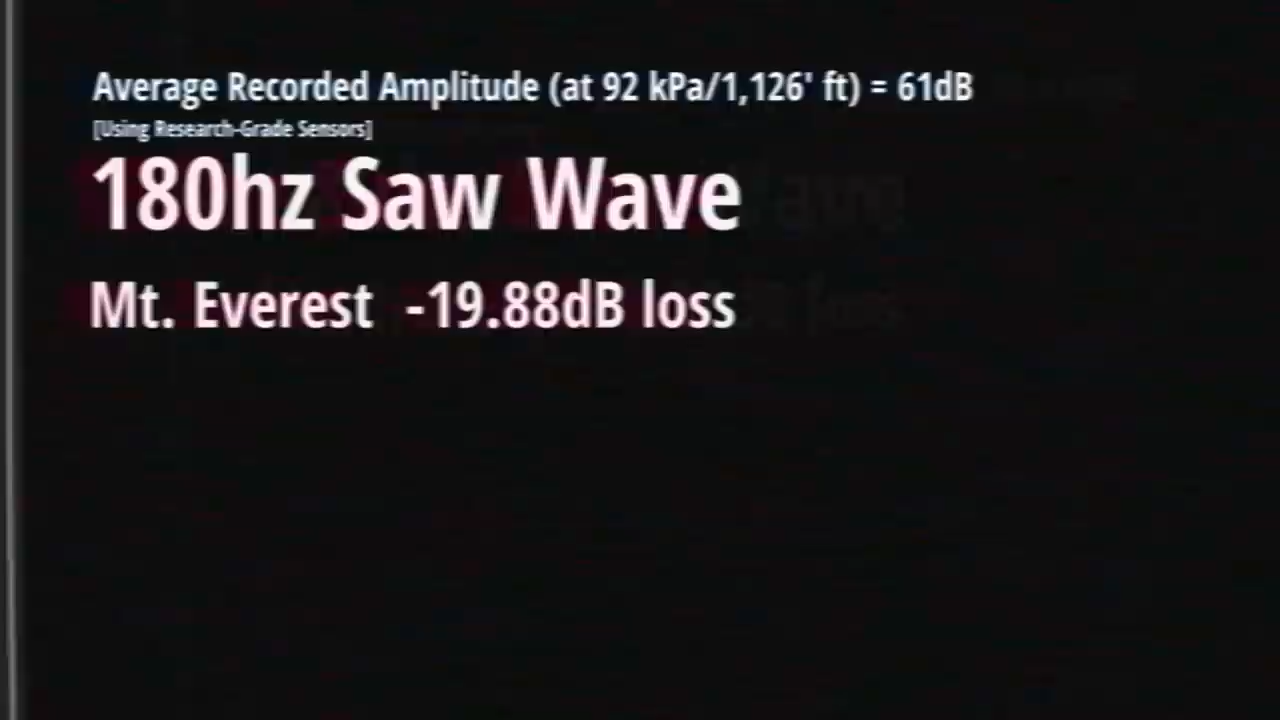 Average Recorded Amplitude (at 92 kPa/1,126' ft) = 61dB
[Using Research-Grade Sensors]
180hz Saw Wave
Mt. Everest -19.88dB loss